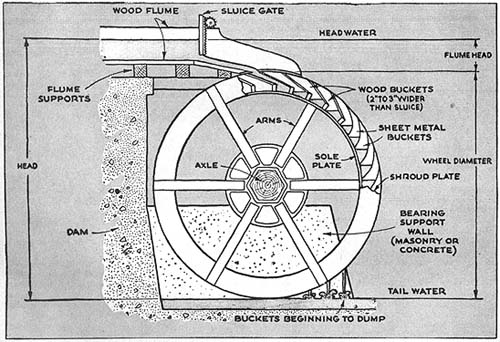 WOOD FLUME
SLUICE GATE
HEAD WATER
FLUME HEAD
FLUME
SUPPORTS
WOOD BUCKETS
(2" TO 3" WIDER
THAN SLUICE)
ARMS
SHEET METAL
BUCKETS
SOLE
PLATE
HEAD
AXLE
WHEEL DIAMETER
SHROUD PLATE
DAM
BEARING
SUPPORT
WALL
(MASONRY OR
CONCRETE)
TAIL WATER
BUCKETS BEGINNING TO DUMP